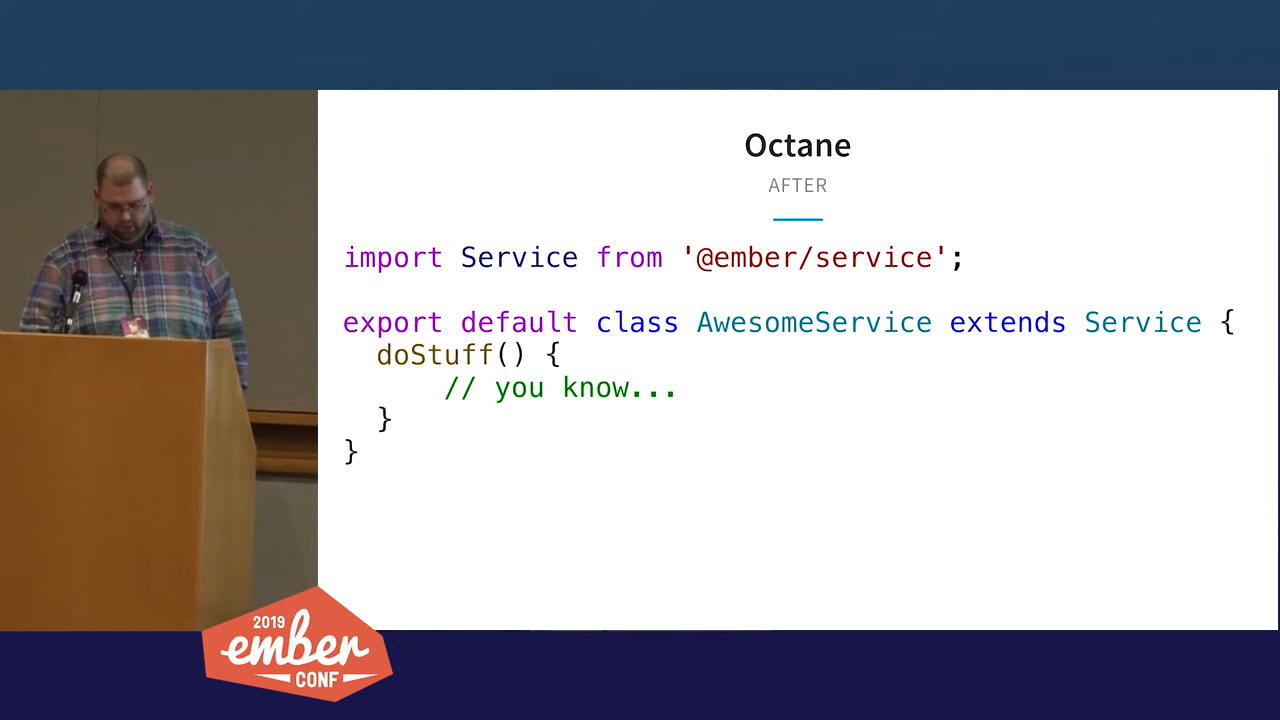 Octane
AFTER
import Service from '@ember/service';
export default class AwesomeService extends Service {
  doStuff() {
      // you know...
  }
}
2019
ember
CONF